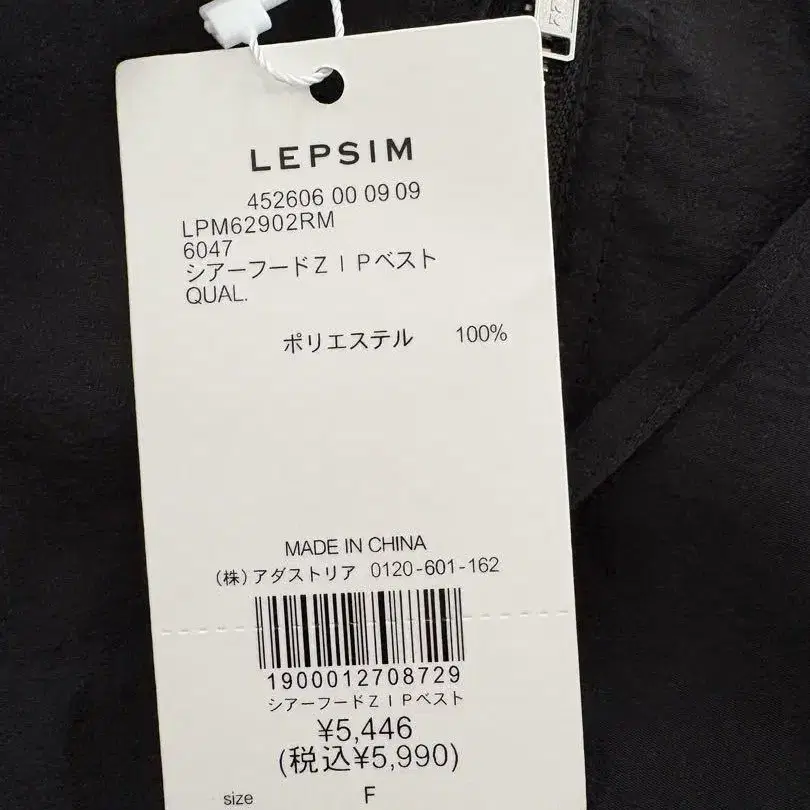 LEPSIM
452606 00 09 09
LPM62902RM
6047
シアーフードZIPベスト
QUAL.
ポリエステル 100%
MADE IN CHINA
(株)アダストリア 0120-601-162
1900012708729
シアーフードZIPベスト
¥5,446
(税込¥5,990)
size F